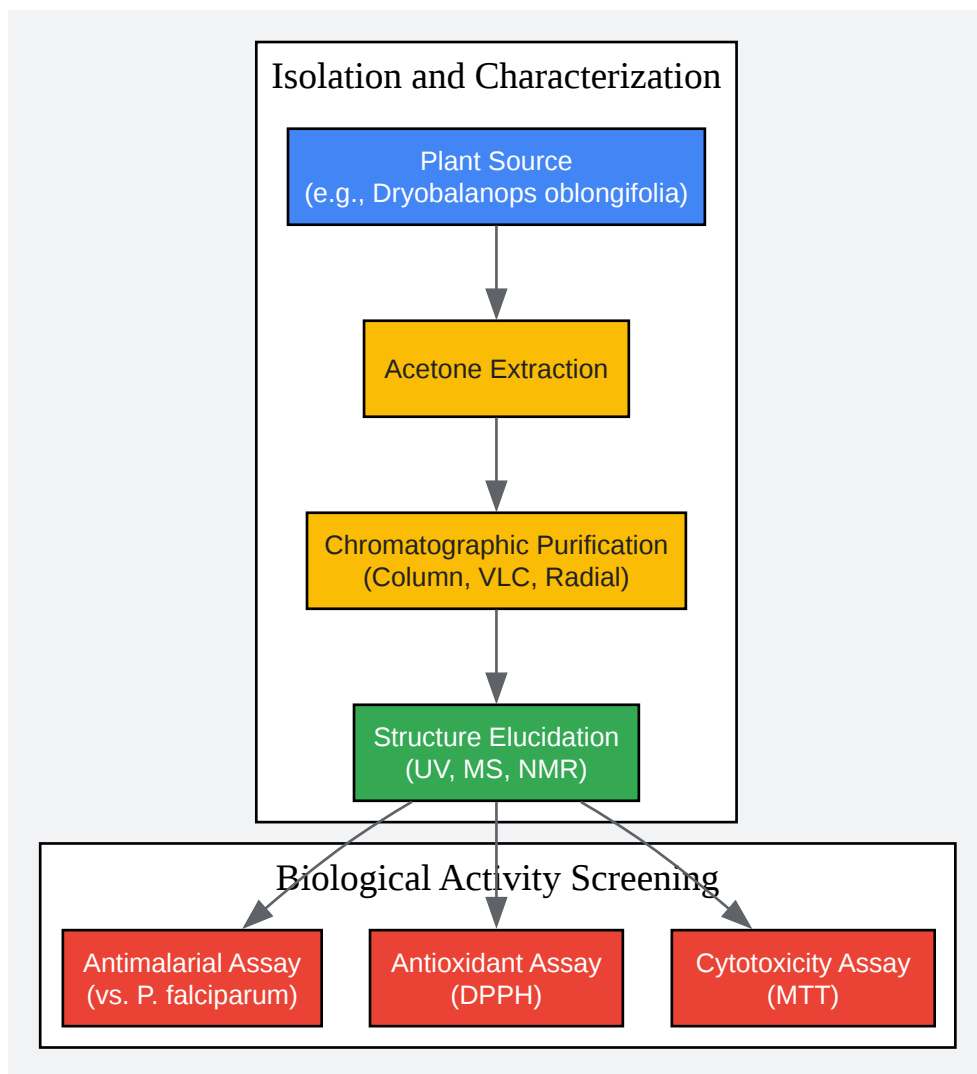 Isolation and Characterization
Plant Source
(e.g., Dryobalanops oblongifolia)
Acetone Extraction
Chromatographic Purification
(Column, VLC, Radial)
Structure Elucidation
(UV, MS, NMR)
Biological Activity Screening
Antimalarial Assay
(vs. P. falciparum)
Antioxidant Assay
(DPPH)
Cytotoxicity Assay
(MTT)